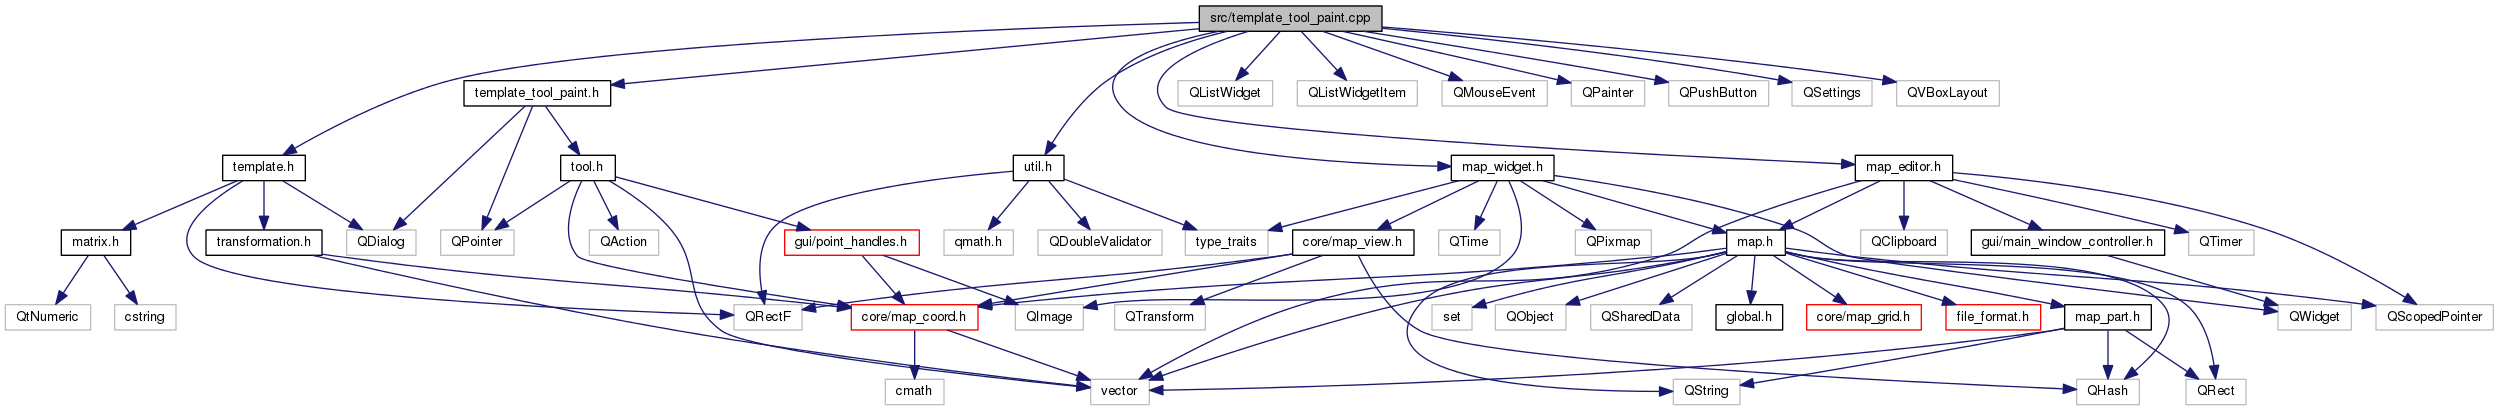 src/template_tool_paint.cpp
template_tool_paint.h
QListWidget
QListWidgetItem
QMouseEvent
QPainter
QPushButton
QSettings
QVBoxLayout
template.h
tool.h
util.h
map_widget.h
map_editor.h
matrix.h
transformation.h
QDialog
QPointer
QAction
gui/point_handles.h
qmath.h
QDoubleValidator
type_traits
core/map_view.h
QTime
QPixmap
map.h
QClipboard
gui/main_window_controller.h
QTimer
QtNumeric
cstring
QRectF
core/map_coord.h
QImage
QTransform
set
QObject
QSharedData
global.h
core/map_grid.h
file_format.h
map_part.h
QWidget
QScopedPointer
cmath
vector
QString
QHash
QRect